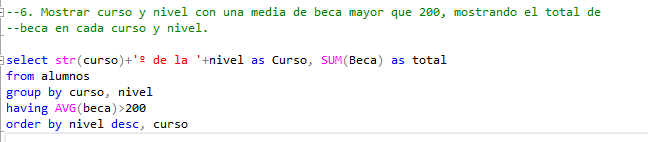 --6. Mostrar curso y nivel con una media de beca mayor que 200, mostrando el total de
--beca en cada curso y nivel.
select str(curso)+'º de la '+nivel as Curso, SUM(Beca) as total
from alumnos
group by curso, nivel
having AVG(beca)>200
order by nivel desc, curso